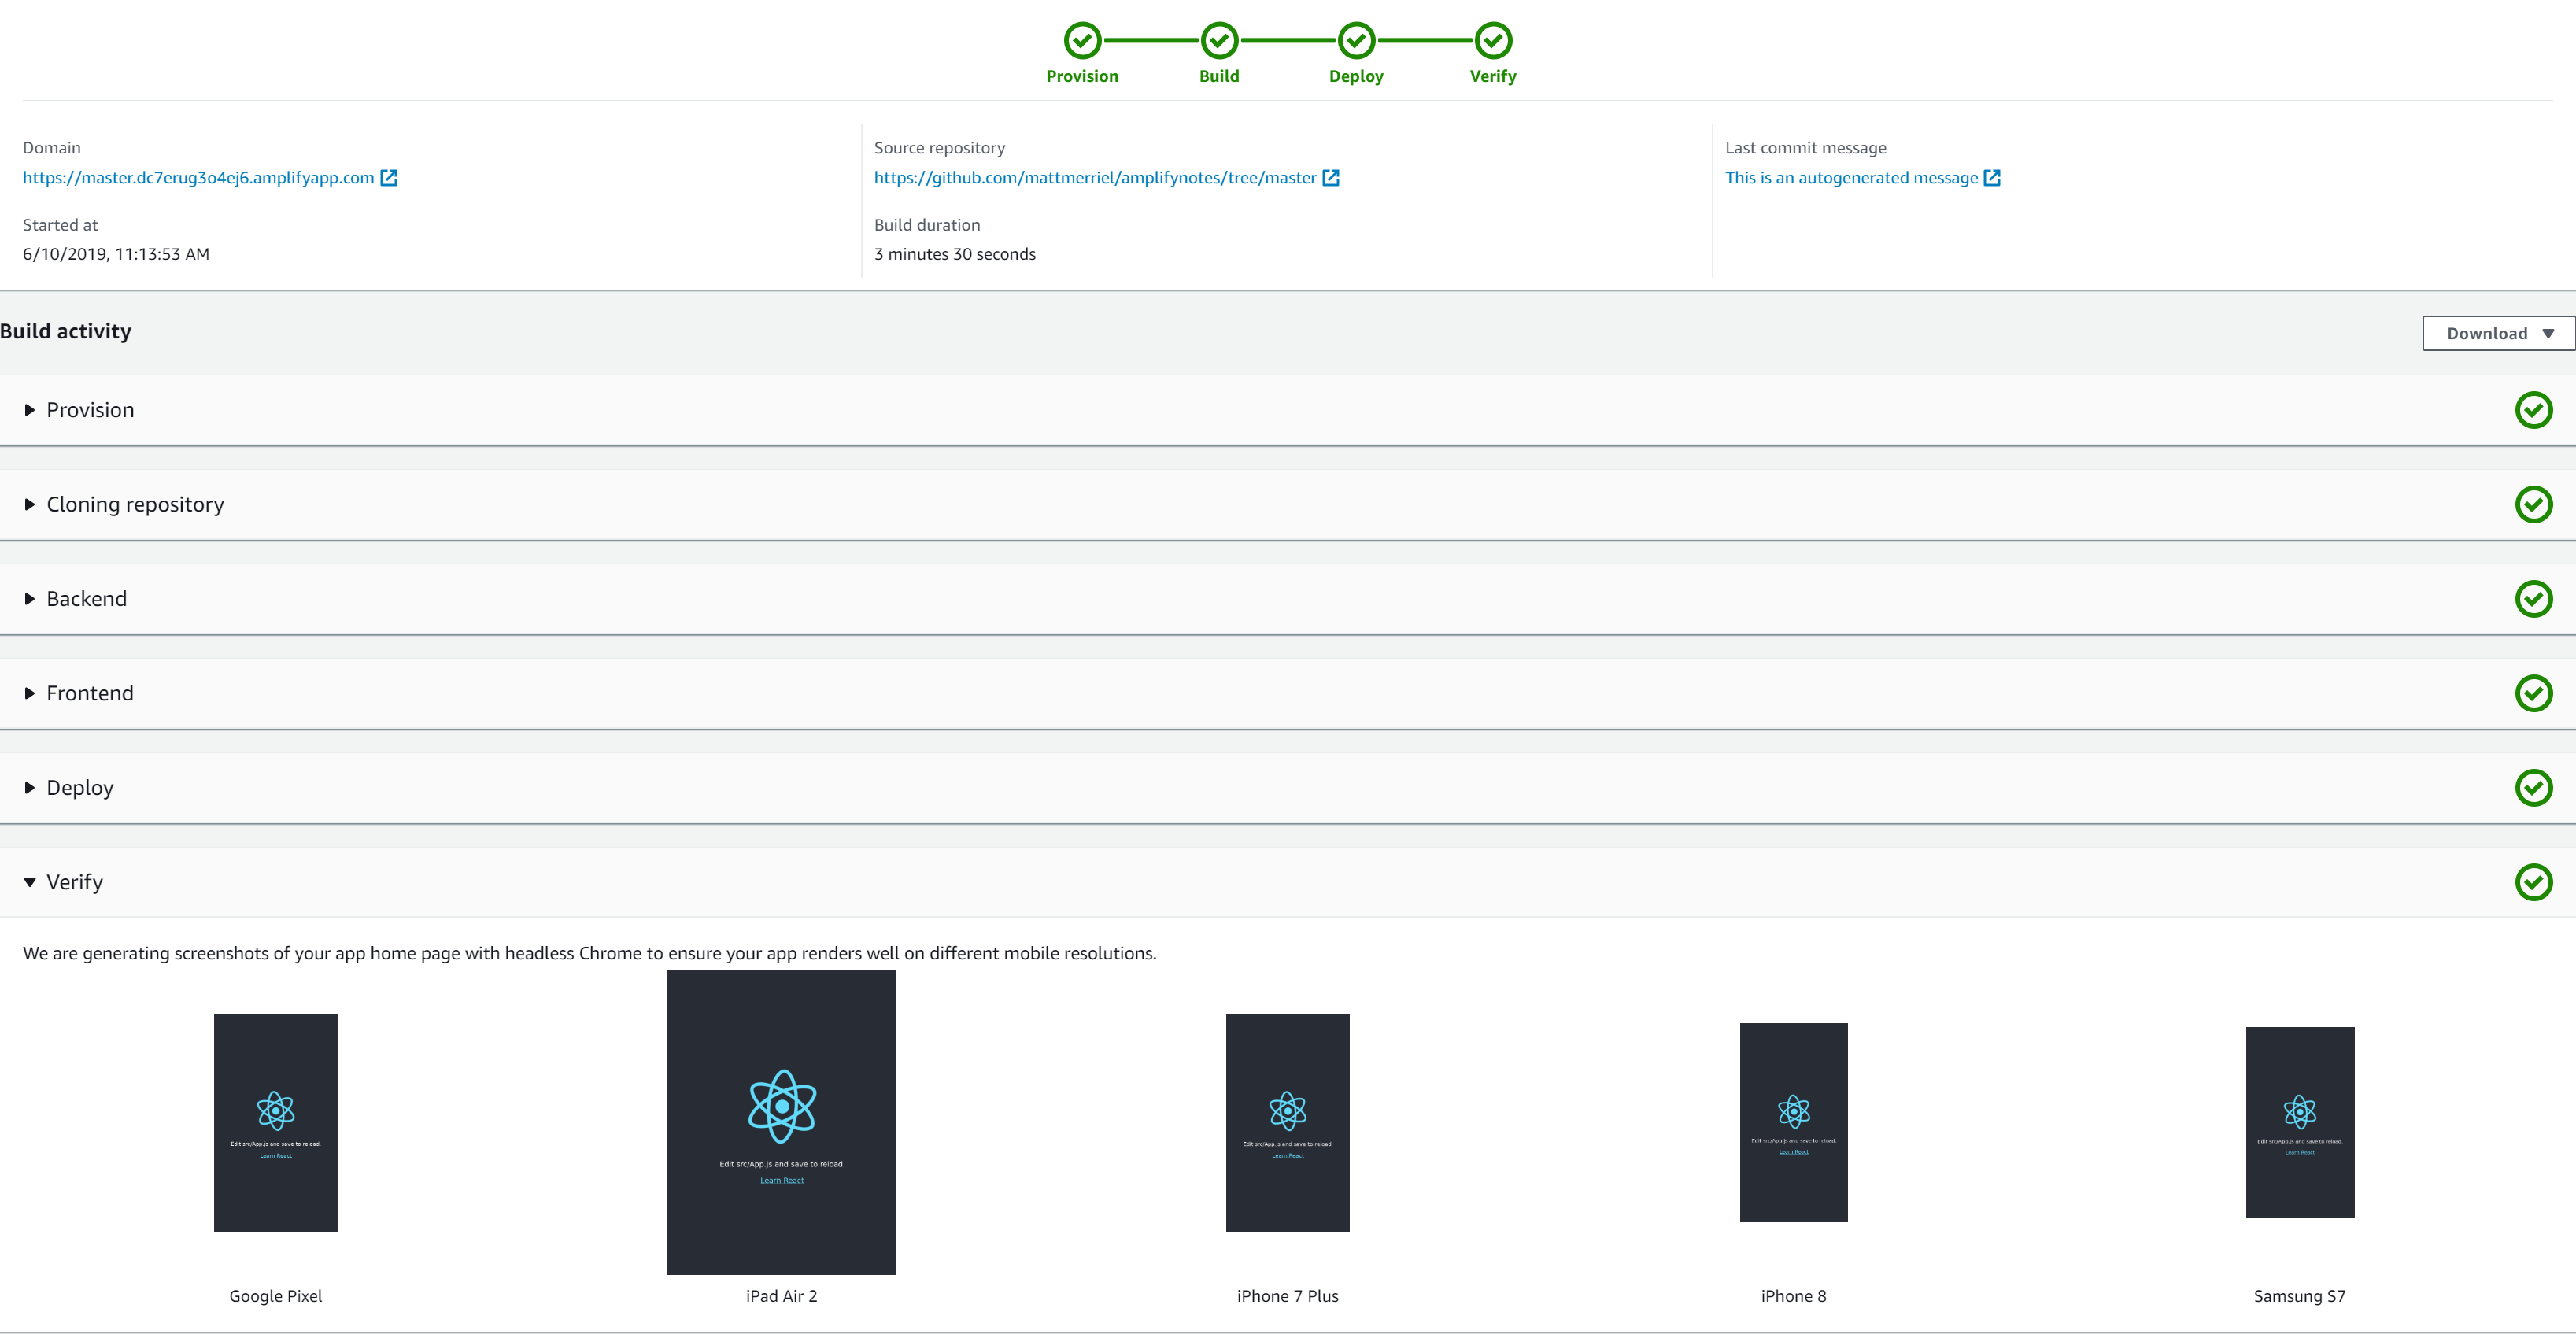 Provision
Build
Deploy
Verify
Domain
https://master.dc7erug3o4ej6.amplifyapp.com
Started at
6/10/2019, 11:13:53 AM
Source repository
https://github.com/mattmerriel/amplifynotes/tree/master
Build duration
3 minutes 30 seconds
Last commit message
This is an autogenerated message
Build activity
Download
Provision
Cloning repository
Backend
Frontend
Deploy
Verify
We are generating screenshots of your app home page with headless Chrome to ensure your app renders well on different mobile resolutions.
Edit src/App.js and save to reload.
Learn React
Google Pixel
Edit src/App.js and save to reload.
Learn React
iPad Air 2
Edit src/App.js and save to reload.
Learn React
iPhone 7 Plus
Edit src/App.js and save to reload.
Learn React
iPhone 8
Edit src/App.js and save to reload.
Learn React
Samsung S7